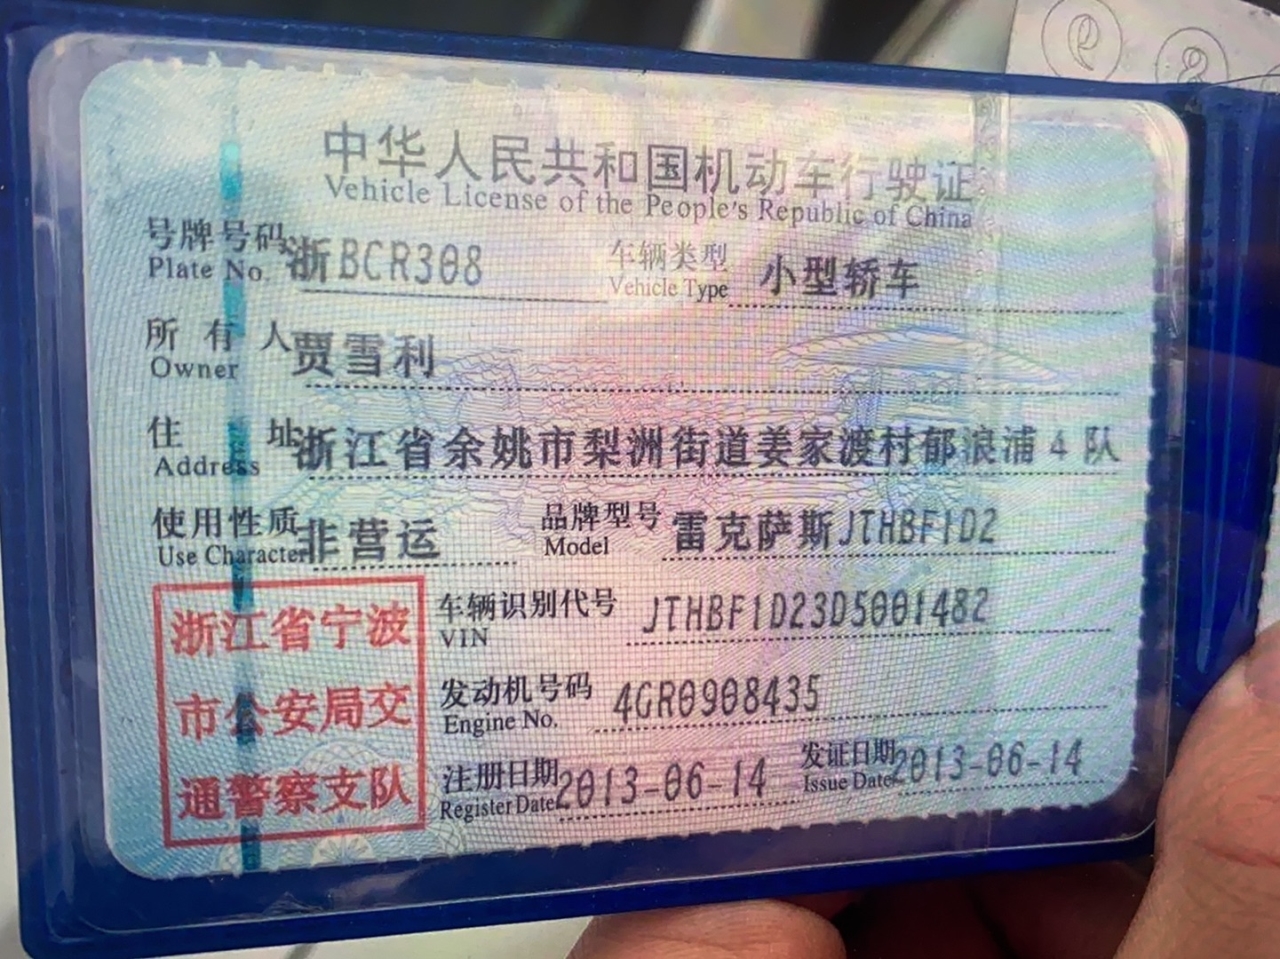 中华人民共和国机动车行驶证
Vehicle License of the People's Republic of China
号牌号码 浙BCR308 车辆类型 小型轿车
Plate No. Vehicle Type
所有人 贾雪利
Owner
住址 浙江省余姚市梨洲街道姜家渡村郁浪浦4队
Address
使用性质 非营运 品牌型号 雷克萨斯JTHBF1D2
Use Character Model
浙江省宁波
市公安局交
通警察支队
车辆识别代号 JTHBF1D23D5001482
VIN
发动机号码 4GR0908435
Engine No.
注册日期 2013-06-14 发证日期 2013-06-14
Register Date Issue Date